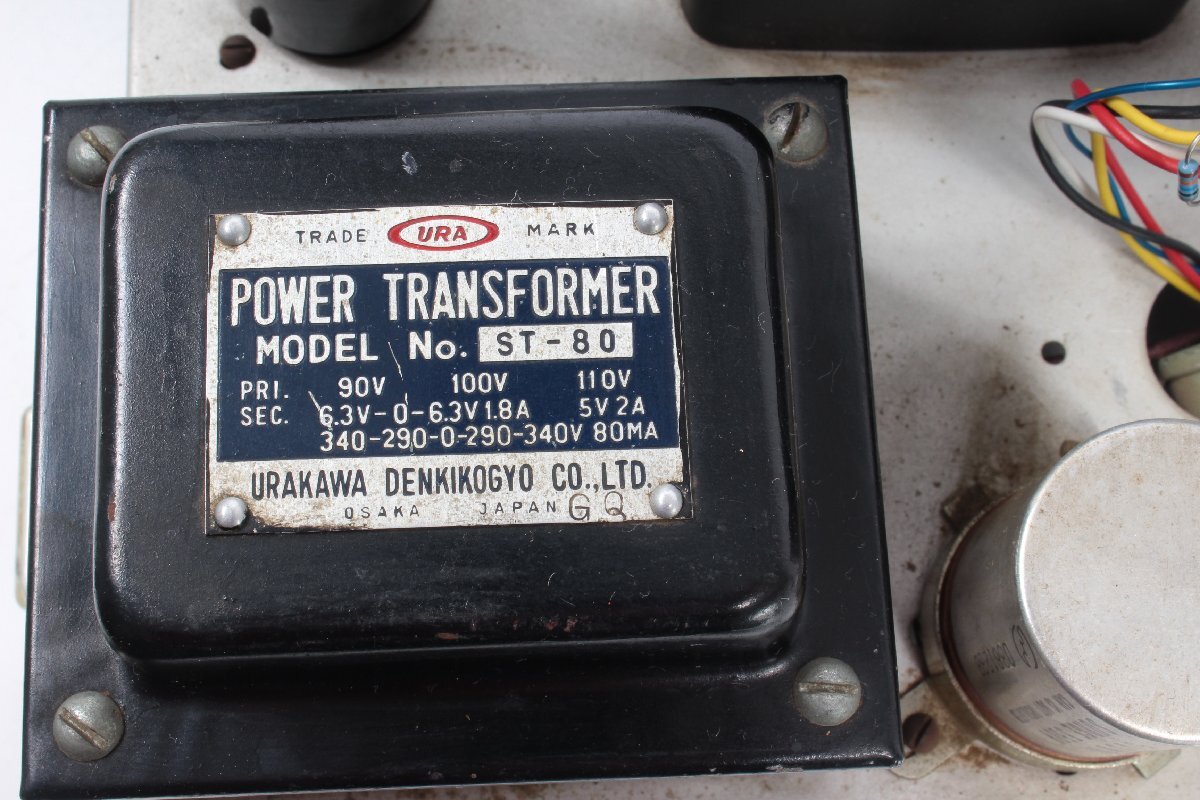 TRADE URA MARK
POWER TRANSFORMER
MODEL No. ST-80
PRI. 90V 100V 110V
SEC. 6.3V-0-6.3V 1.8A 5V 2A
340-290-0-290-340V 80MA
URAKAWA DENKIKOGYO CO.,LTD.
OSAKA JAPAN GQ